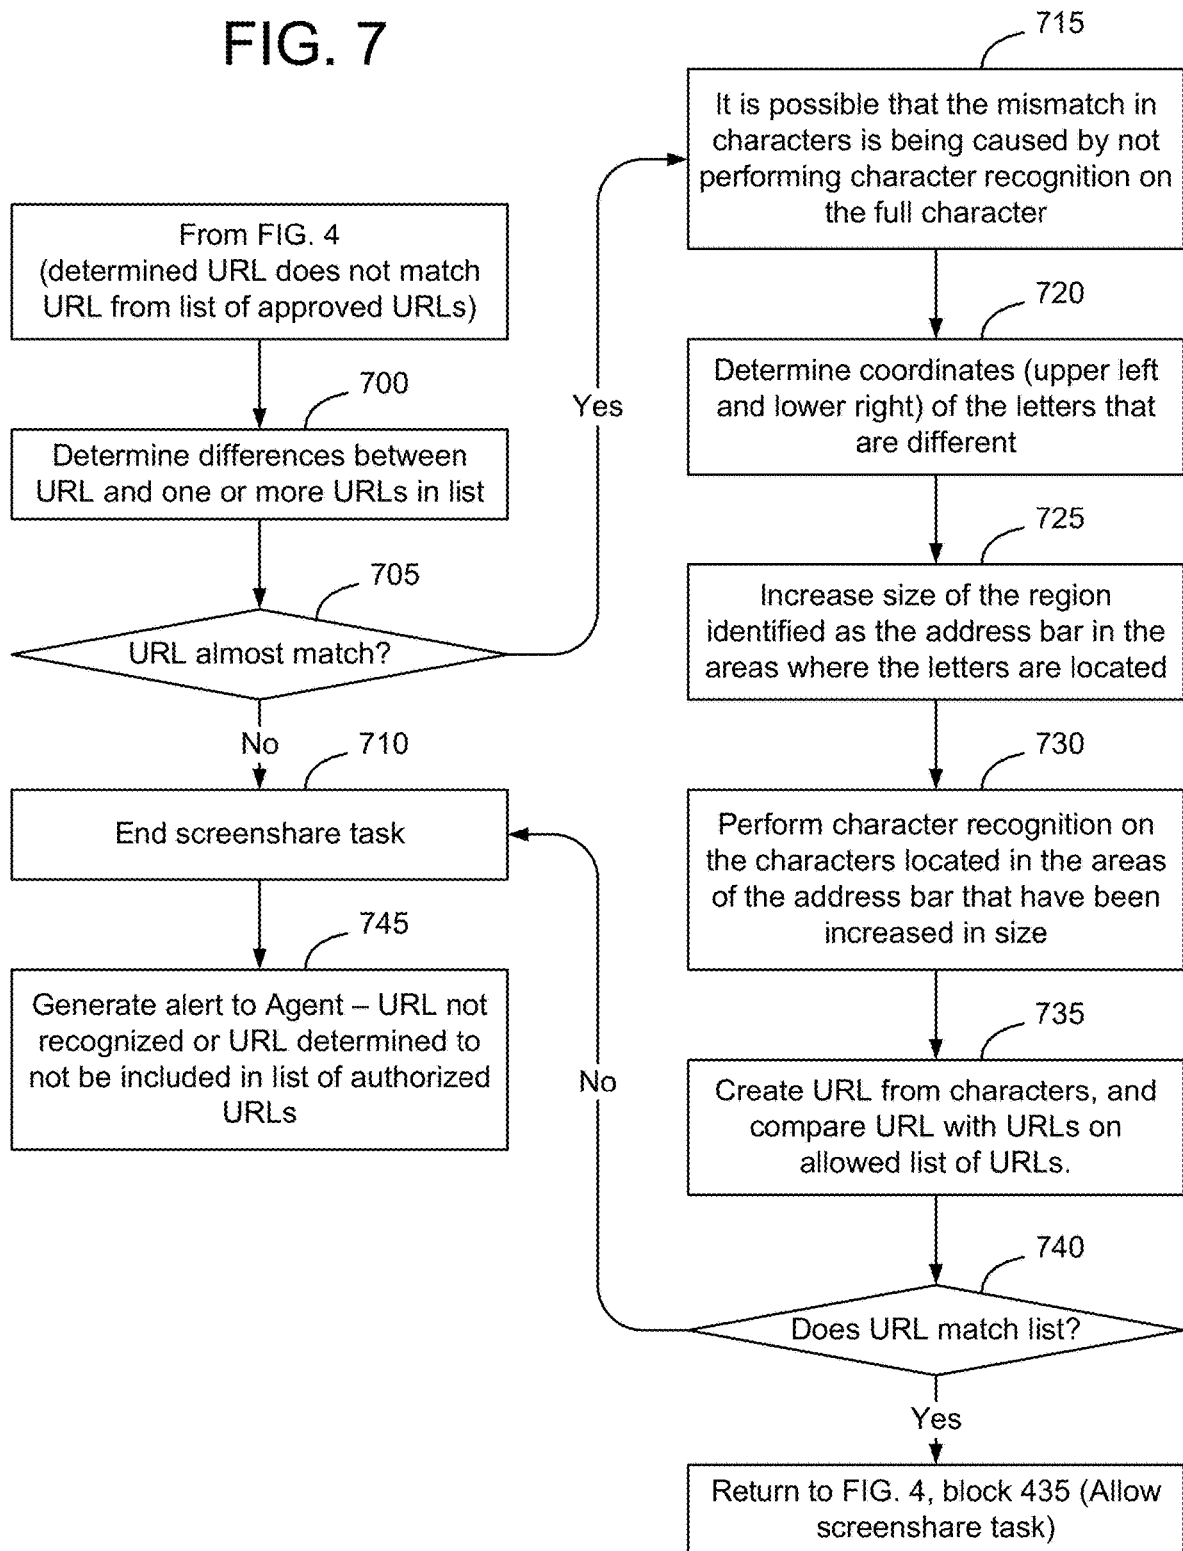 FIG. 7
From FIG. 4
(determined URL does not match
URL from list of approved URLs)
700
Determine differences between
URL and one or more URLs in list
705
URL almost match?
Yes
No
710
End screenshare task
745
Generate alert to Agent – URL not
recognized or URL determined to
not be included in list of authorized
URLs
715
It is possible that the mismatch in
characters is being caused by not
performing character recognition on
the full character
720
Determine coordinates (upper left
and lower right) of the letters that
are different
725
Increase size of the region
identified as the address bar in the
areas where the letters are located
730
Perform character recognition on
the characters located in the areas
of the address bar that have been
increased in size
735
Create URL from characters, and
compare URL with URLs on
allowed list of URLs.
740
Does URL match list?
No
Yes
Return to FIG. 4, block 435 (Allow
screenshare task)